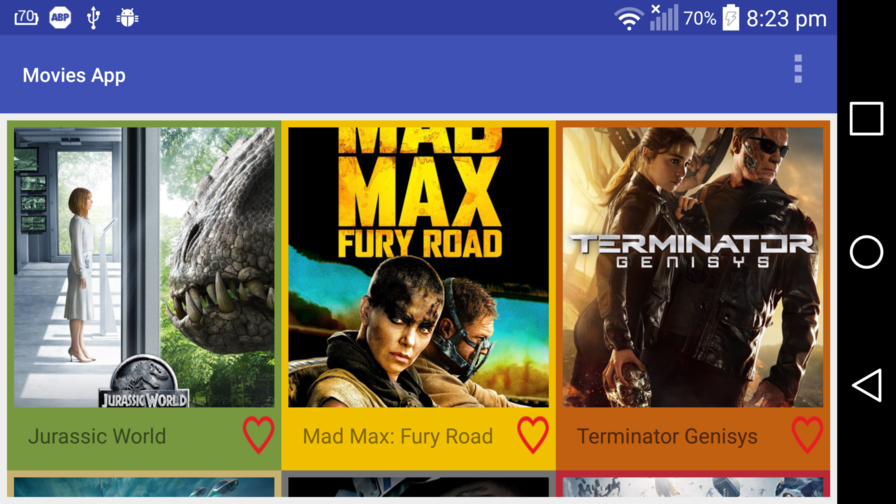 70 ABP 70% 8:23 pm
Movies App
JURASSIC WORLD
MAD
MAX
FURY ROAD
TERMINATOR
GENISYS
Jurassic World
Mad Max: Fury Road
Terminator Genisys